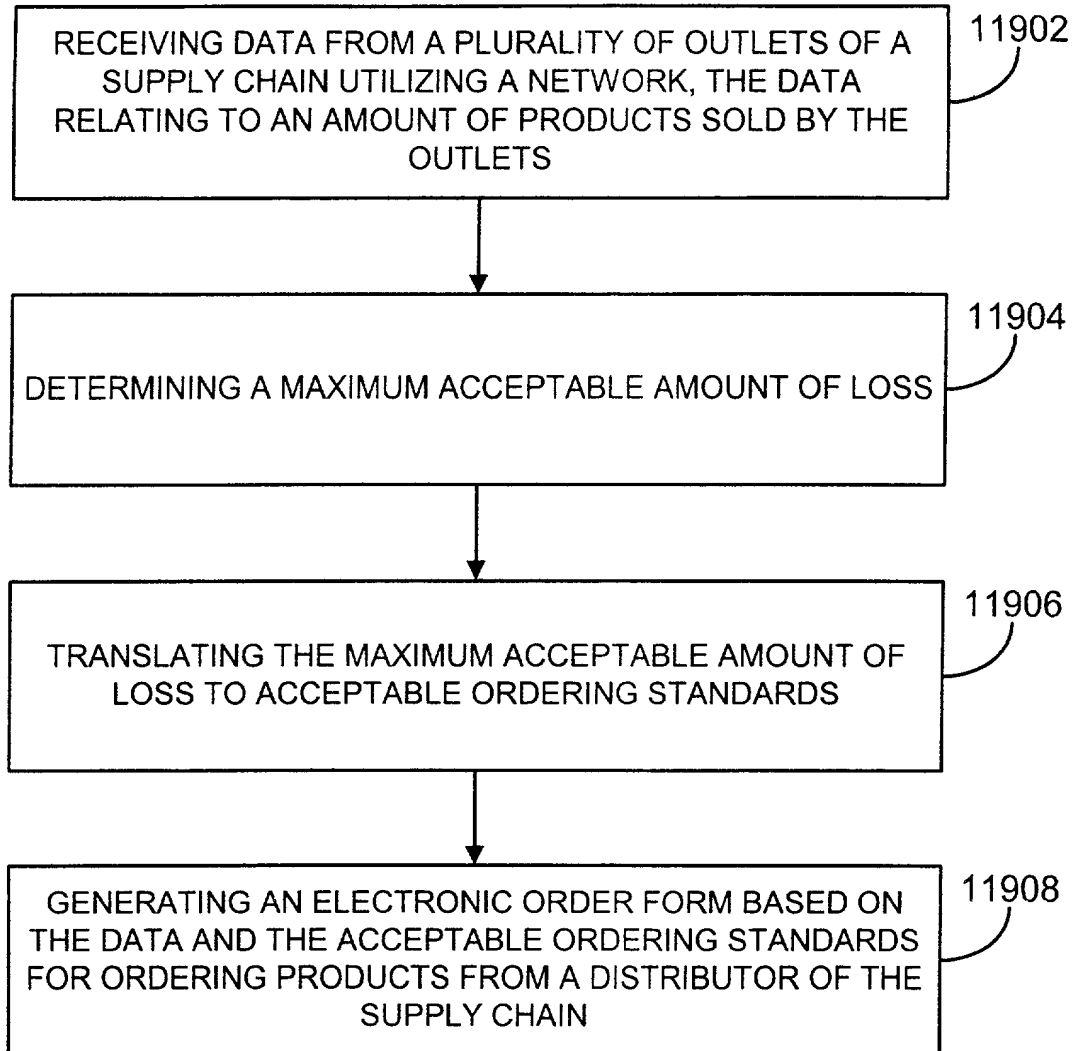 RECEIVING DATA FROM A PLURALITY OF OUTLETS OF A
SUPPLY CHAIN UTILIZING A NETWORK, THE DATA
RELATING TO AN AMOUNT OF PRODUCTS SOLD BY THE
OUTLETS
11902
DETERMINING A MAXIMUM ACCEPTABLE AMOUNT OF LOSS
11904
TRANSLATING THE MAXIMUM ACCEPTABLE AMOUNT OF
LOSS TO ACCEPTABLE ORDERING STANDARDS
11906
GENERATING AN ELECTRONIC ORDER FORM BASED ON
THE DATA AND THE ACCEPTABLE ORDERING STANDARDS
FOR ORDERING PRODUCTS FROM A DISTRIBUTOR OF THE
SUPPLY CHAIN
11908